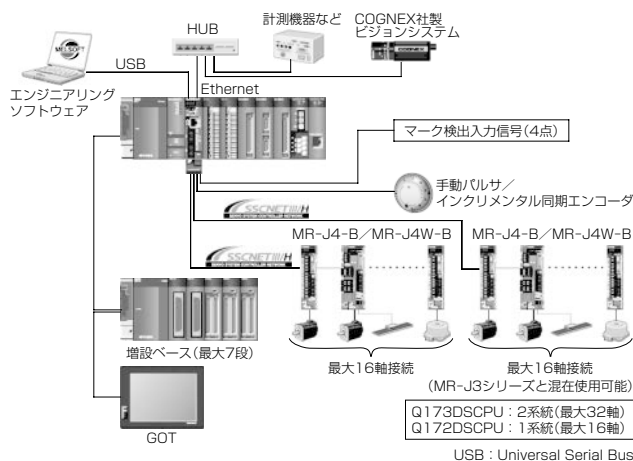 計測機器など
COGNEX社製
ビジョンシステム
HUB
MELSOFT
COGNEX
USB
Ethernet
エンジニアリング
ソフトウェア
マーク検出入力信号(4点)
手動パルサ／
インクリメンタル同期エンコーダ
SSCNETⅢ/H
SSCNETⅢ/H
MR-J4-B／MR-J4W-B
MR-J4-B／MR-J4W-B
増設ベース(最大7段)
最大16軸接続
最大16軸接続
(MR-J3シリーズと混在使用可能)
GOT
Q173DSCPU：2系統(最大32軸)
Q172DSCPU：1系統(最大16軸)
USB：Universal Serial Bus